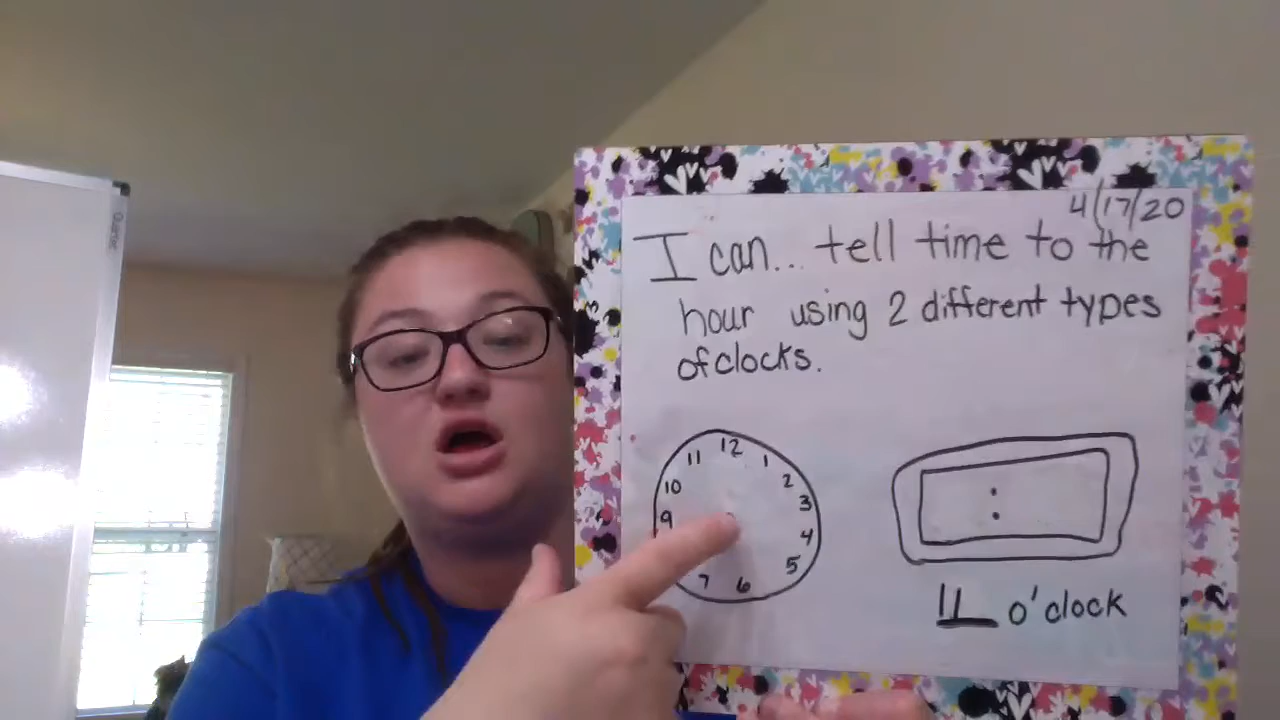 4/17/20
I can... tell time to the
hour using 2 different types
of clocks.
12
11 1
10 2
9 3
4
7 6 5
:
11 o'clock
Quartet